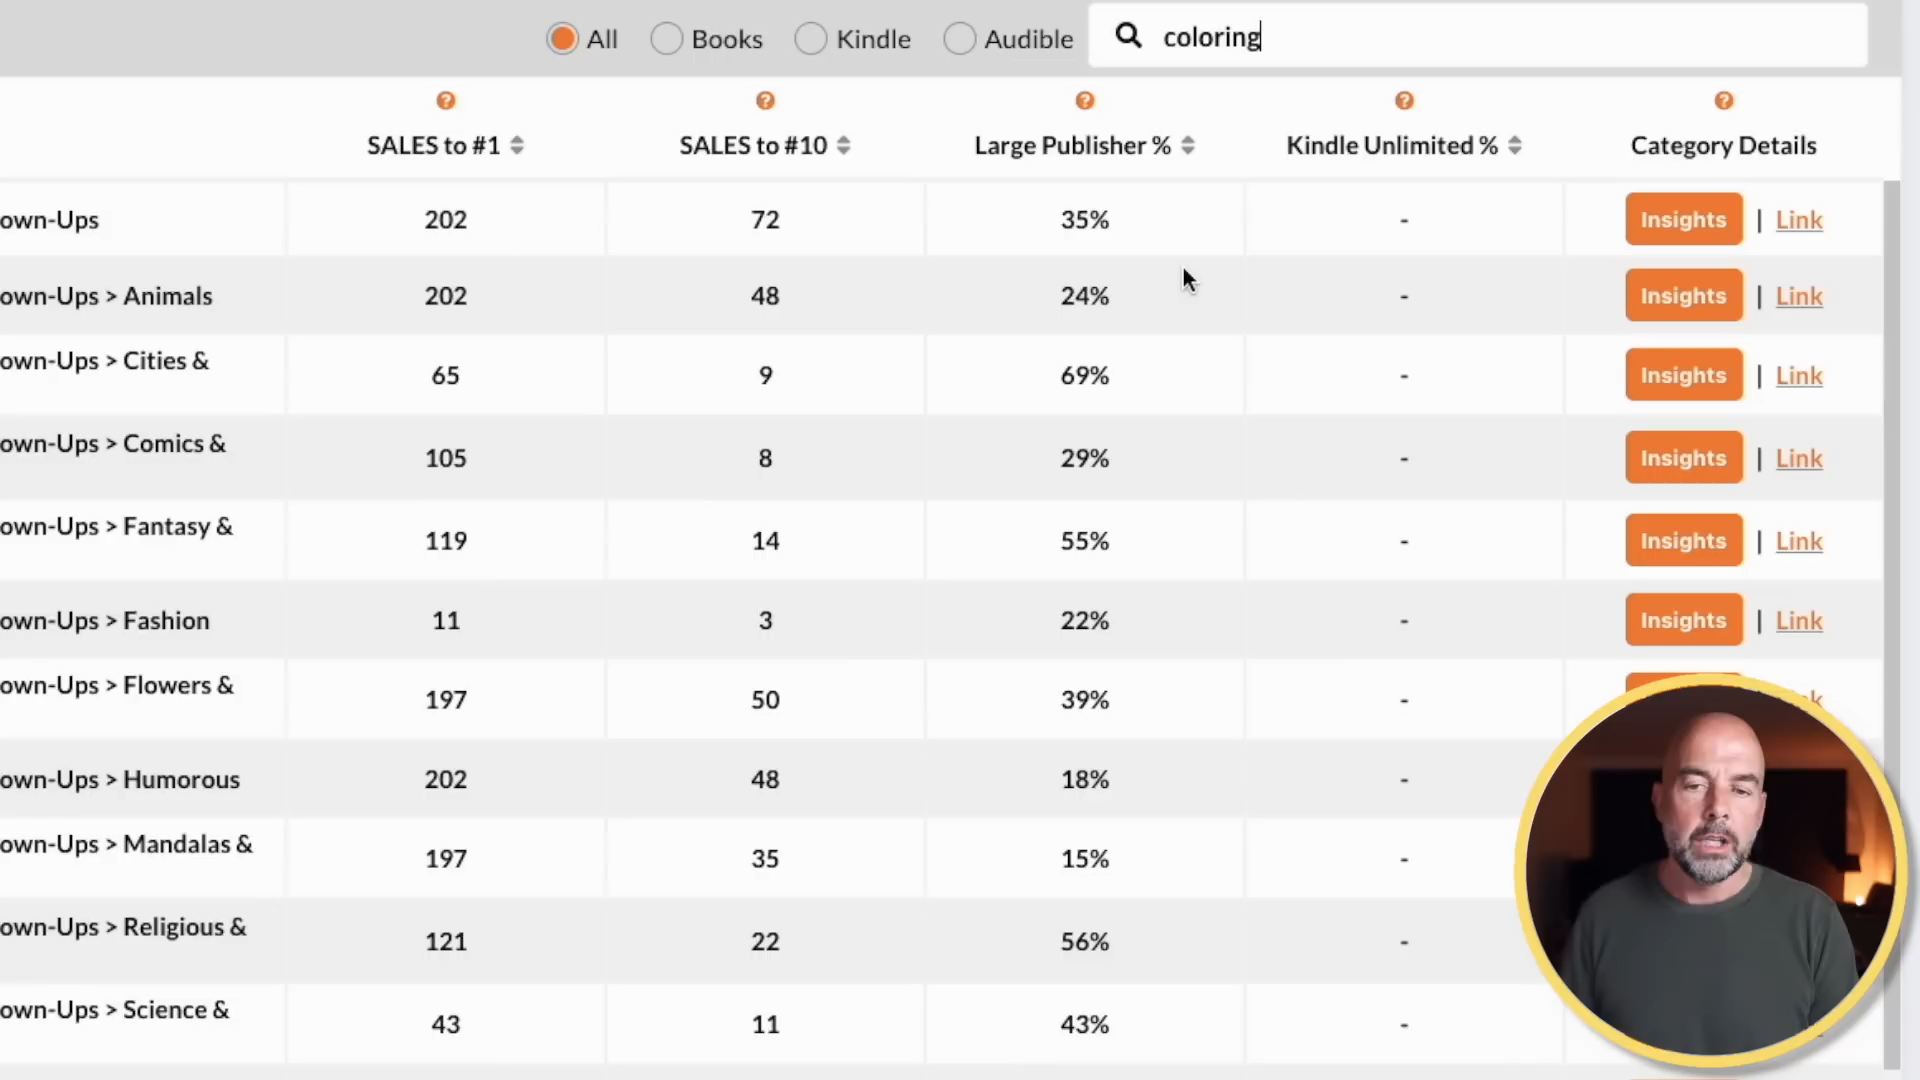 All Books Kindle Audible coloring
SALES to #1 SALES to #10 Large Publisher % Kindle Unlimited % Category Details
own-Ups 202 72 35% - Insights | Link
own-Ups > Animals 202 48 24% - Insights | Link
own-Ups > Cities & 65 9 69% - Insights | Link
own-Ups > Comics & 105 8 29% - Insights | Link
own-Ups > Fantasy & 119 14 55% - Insights | Link
own-Ups > Fashion 11 3 22% - Insights | Link
own-Ups > Flowers & 197 50 39% -
own-Ups > Humorous 202 48 18% -
own-Ups > Mandalas & 197 35 15% -
own-Ups > Religious & 121 22 56% -
own-Ups > Science & 43 11 43% -